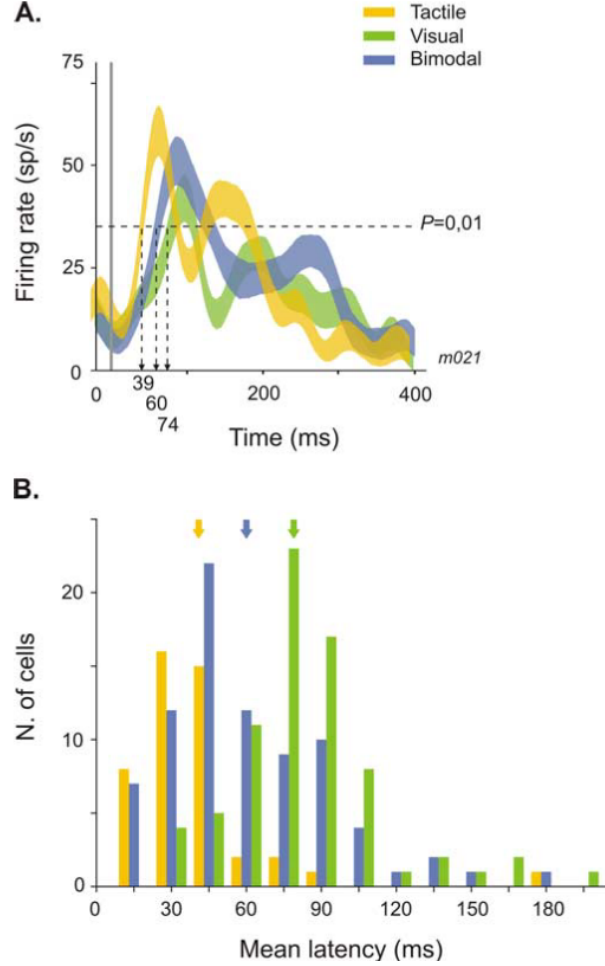 A.
Tactile
Visual
Bimodal
75
50
25
0
Firing rate (sp/s)
P=0,01
m021
0
200
400
39
60
74
Time (ms)
B.
20
10
0
N. of cells
0
30
60
90
120
150
180
Mean latency (ms)